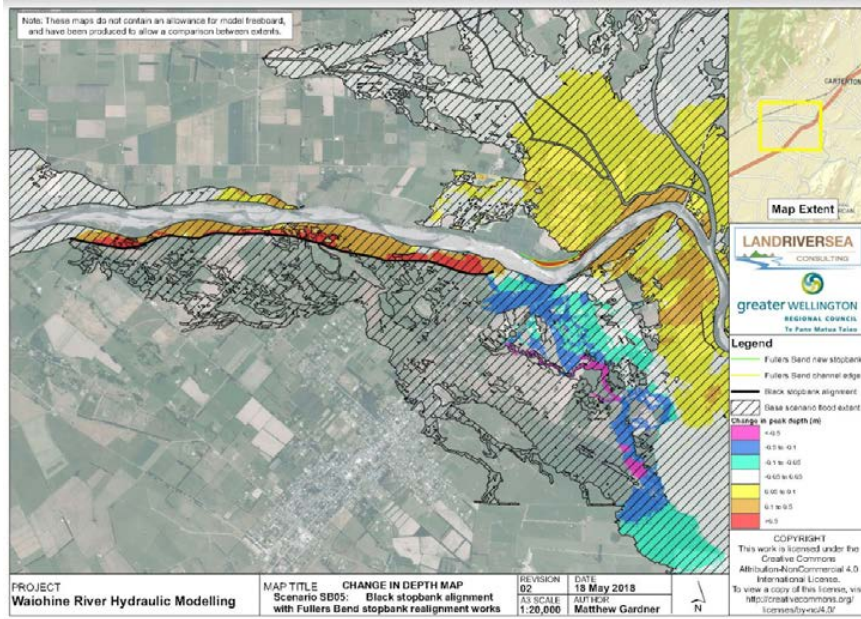 Note: These maps do not contain an allowance for model freeboard,
and have been produced to allow a comparison between extents.
CARTERTON
Map Extent
LANDRIVERSEA
CONSULTING
greater WELLINGTON
REGIONAL COUNCIL
Te Pane Matua Taiao
Legend
Fullers Bend new stopbank
Fullers Bend channel edge
Black stopbank alignment
Base scenario flood extent
Change in peak depth (m)
<-0.5
-0.5 to -0.1
-0.1 to -0.05
-0.05 to 0.05
0.05 to 0.1
0.1 to 0.5
>0.5
COPYRIGHT
This work is licensed under the
Creative Commons
Attribution-NonCommercial 4.0
International License.
To view a copy of this license, vis
http://creativecommons.org/
licenses/by-nc/4.0/
PROJECT
Waiohine River Hydraulic Modelling
MAP TITLE CHANGE IN DEPTH MAP
Scenario SB05: Black stopbank alignment
with Fullers Bend stopbank realignment works
REVISION
02
DATE
18 May 2018
A3 SCALE
1:20,000
AUTHOR
Matthew Gardner
N